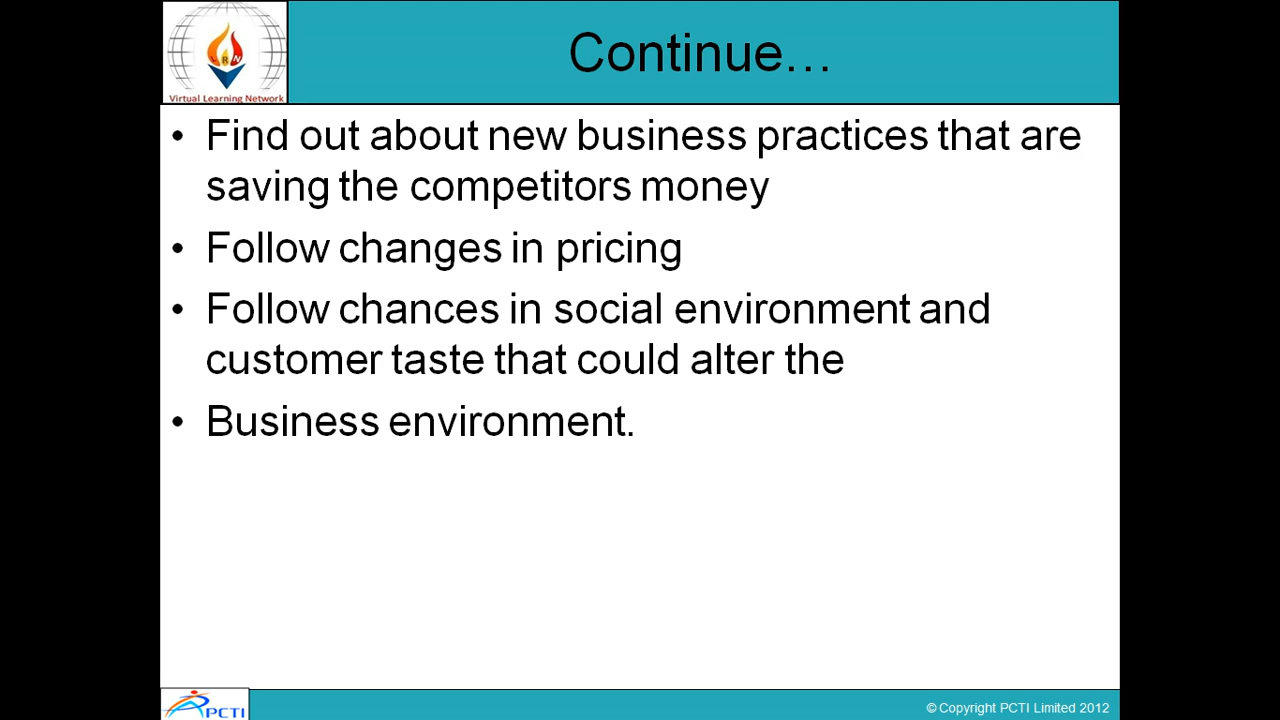 Continue…
VRN
Virtual Learning Network
• Find out about new business practices that are
saving the competitors money
• Follow changes in pricing
• Follow chances in social environment and
customer taste that could alter the
• Business environment.
PCTI
© Copyright PCTI Limited 2012